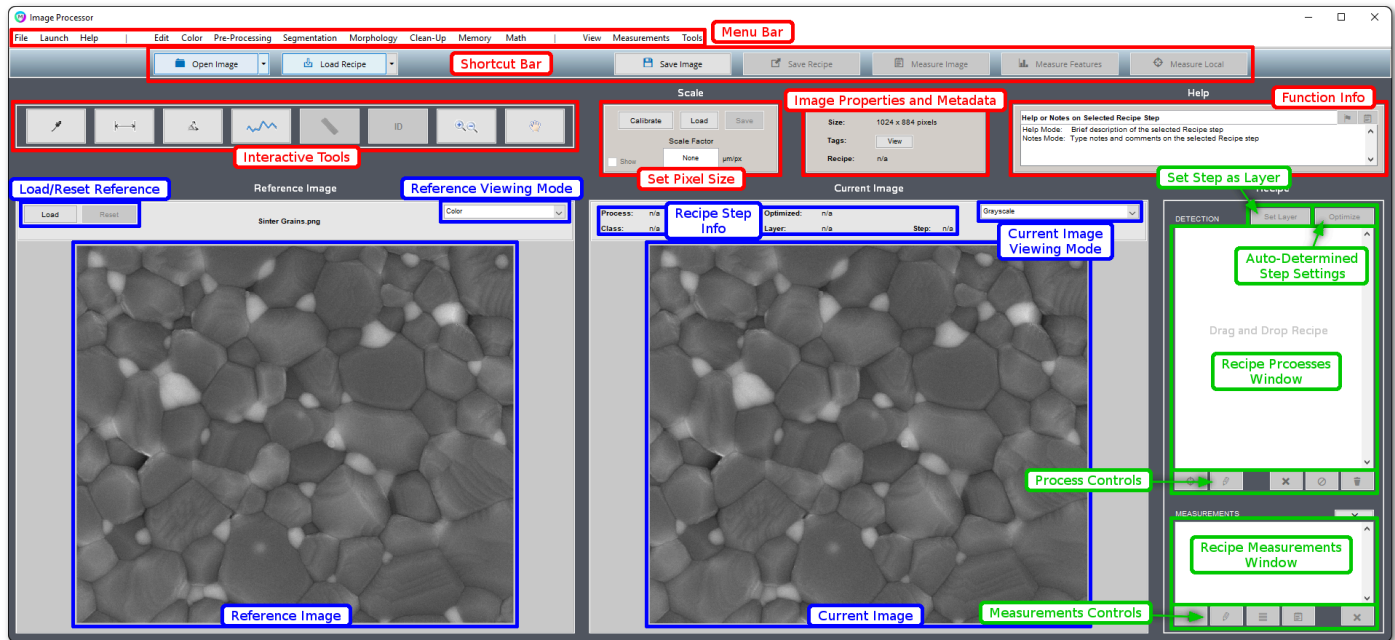 Image Processor
File Launch Help | Edit Color Pre-Processing Segmentation Morphology Clean-Up Memory Math | View Measurements Tools
Menu Bar
Open Image Load Recipe
Shortcut Bar
Save Image Save Recipe Measure Image Measure Features Measure Local
Scale
Help
ID
Interactive Tools
Calibrate Load Save
Scale Factor
Show None µm/px
Set Pixel Size
Image Properties and Metadata
Size: 1024 x 884 pixels
Tags: View
Recipe: n/a
Function Info
Help or Notes on Selected Recipe Step
Help Mode: Brief description of the selected Recipe step
Notes Mode: Type notes and comments on the selected Recipe step
Load/Reset Reference
Reference Image
Reference Viewing Mode
Load Reset
Sinter Grains.png
Color
Current Image
Process: n/a
Class: n/a
Recipe Step
Info
Optimized: n/a
Layer: n/a Step: n/a
Grayscale
Current Image
Viewing Mode
Set Step as Layer
Recipe
DETECTION Set Layer Optimize
Auto-Determined
Step Settings
Drag and Drop Recipe
Recipe Prcoesses
Window
Process Controls
MEASUREMENTS
Recipe Measurements
Window
Measurements Controls
Reference Image
Current Image